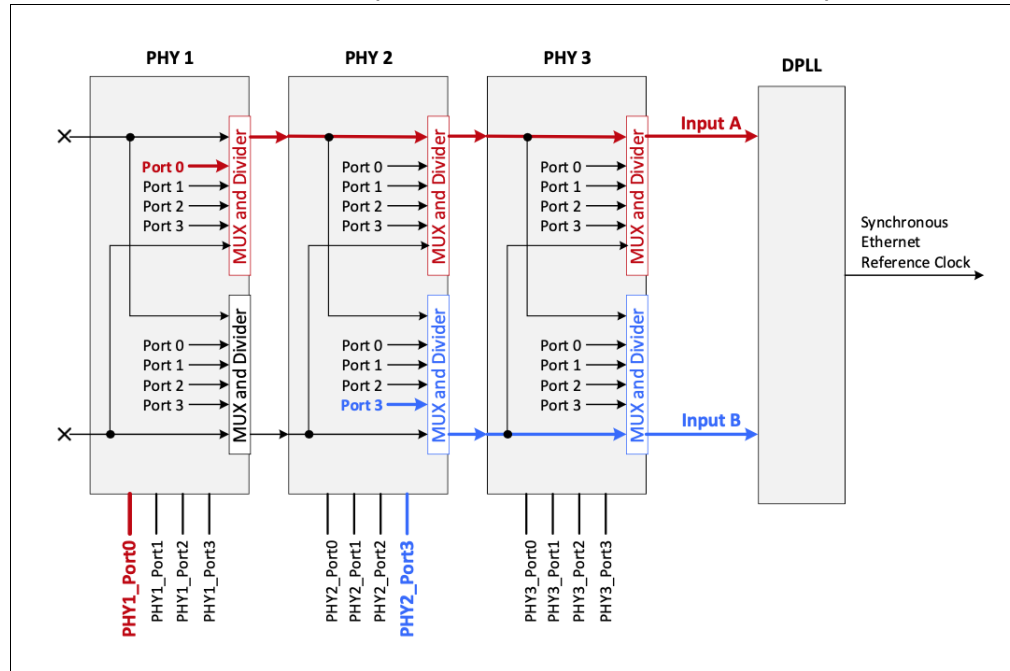 PHY 1
PHY 2
PHY 3
DPLL
Port 0
Port 1
Port 2
Port 3
MUX and Divider
Port 0
Port 1
Port 2
Port 3
MUX and Divider
PHY1_Port0
PHY1_Port1
PHY1_Port2
PHY1_Port3
Port 0
Port 1
Port 2
Port 3
MUX and Divider
Port 0
Port 1
Port 2
Port 3
MUX and Divider
PHY2_Port0
PHY2_Port1
PHY2_Port2
PHY2_Port3
Port 0
Port 1
Port 2
Port 3
MUX and Divider
Port 0
Port 1
Port 2
Port 3
MUX and Divider
PHY3_Port0
PHY3_Port1
PHY3_Port2
PHY3_Port3
Input A
Input B
Synchronous
Ethernet
Reference Clock